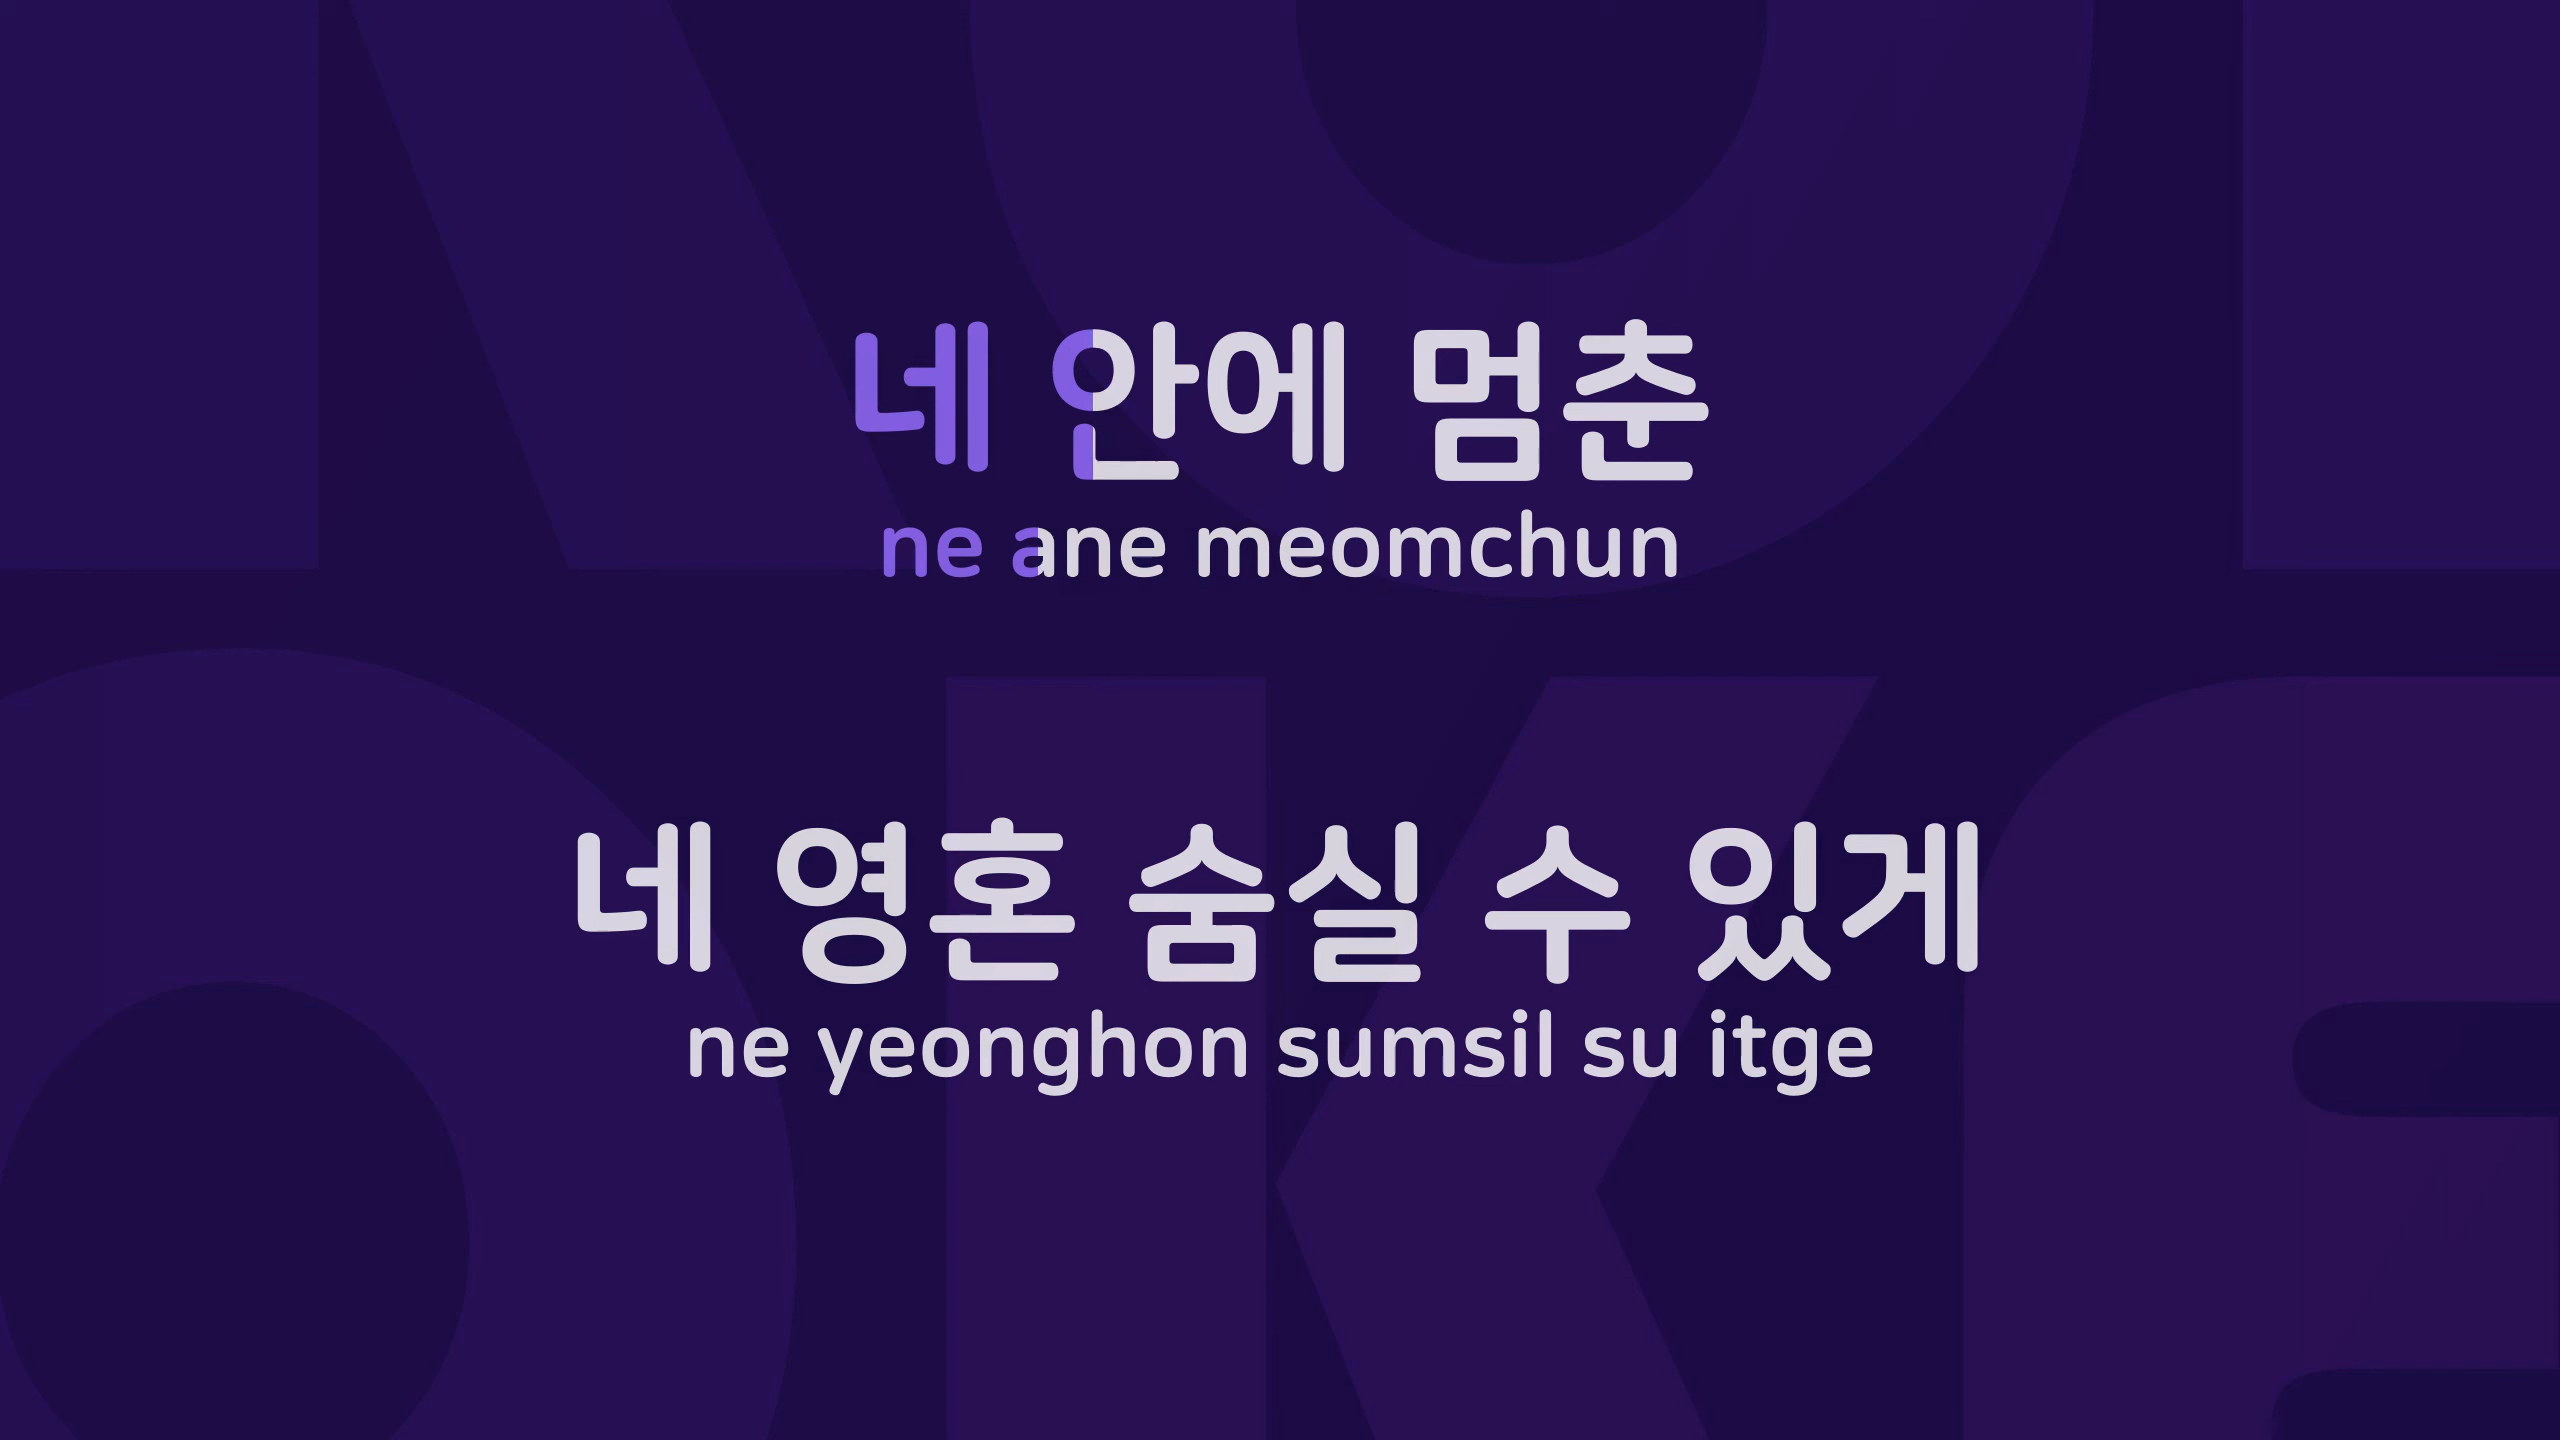 네 안에 멈춘
ne ane meomchun
네 영혼 숨실 수 있게
ne yeonghon sumsil su itge